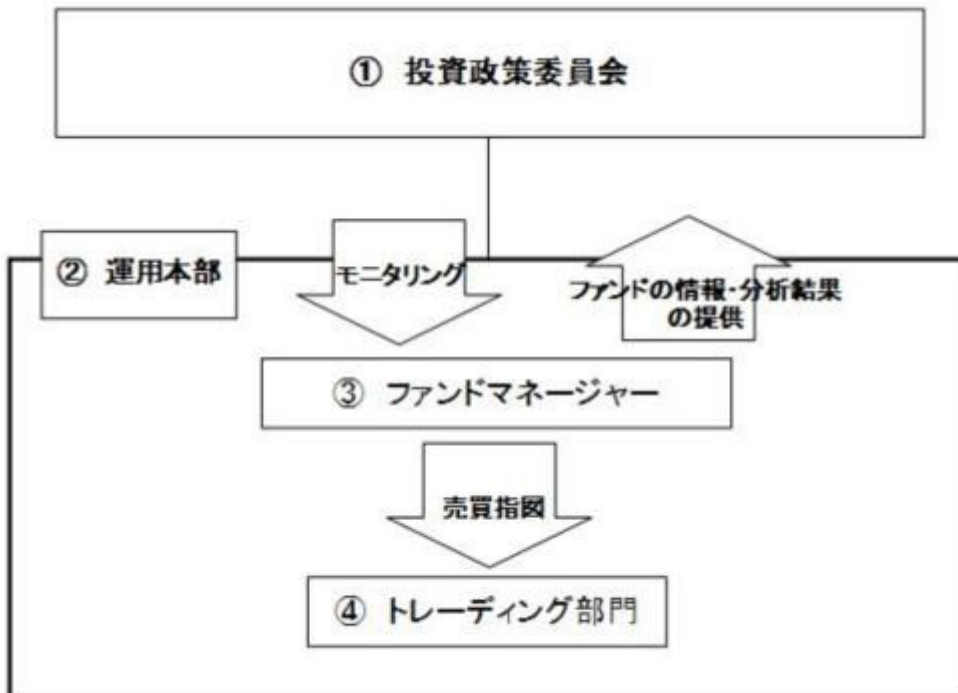 ① 投資政策委員会
② 運用本部
モニタリング
ファンドの情報・分析結果
の提供
③ ファンドマネージャー
売買指図
④ トレーディング部門